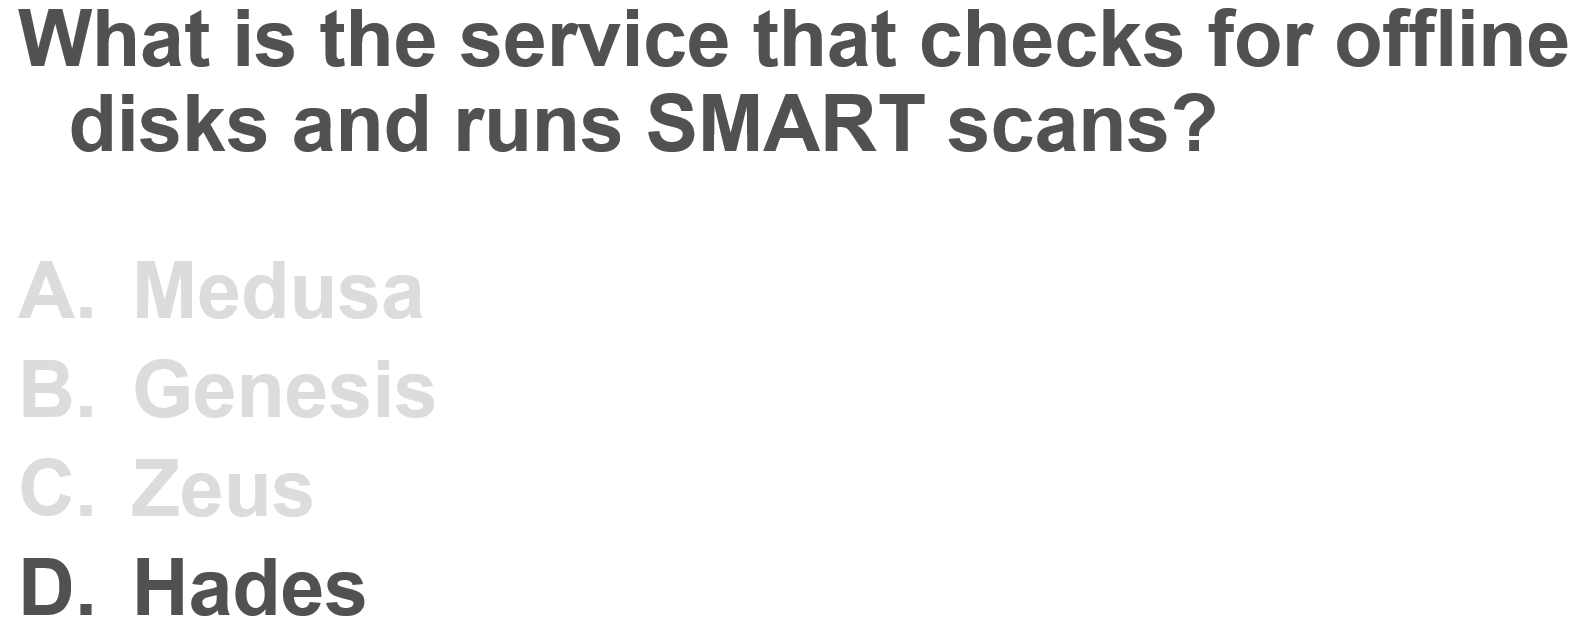 What is the service that checks for offline
disks and runs SMART scans?
A. Medusa
B. Genesis
C. Zeus
D. Hades